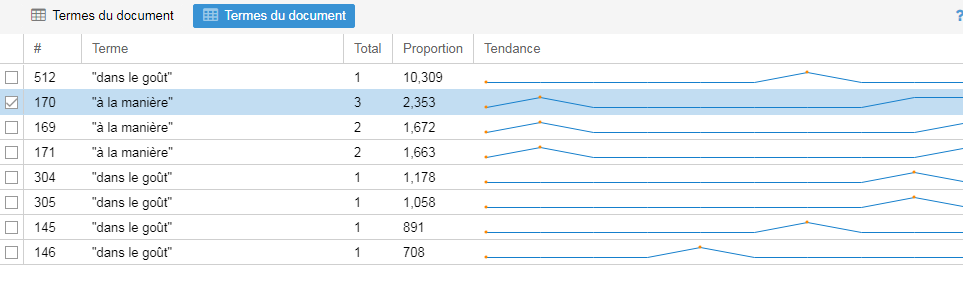 Termes du document Termes du document ?
# Terme Total Proportion Tendance
512 "dans le goût" 1 10,309
170 "à la manière" 3 2,353
169 "à la manière" 2 1,672
171 "à la manière" 2 1,663
304 "dans le goût" 1 1,178
305 "dans le goût" 1 1,058
145 "dans le goût" 1 891
146 "dans le goût" 1 708